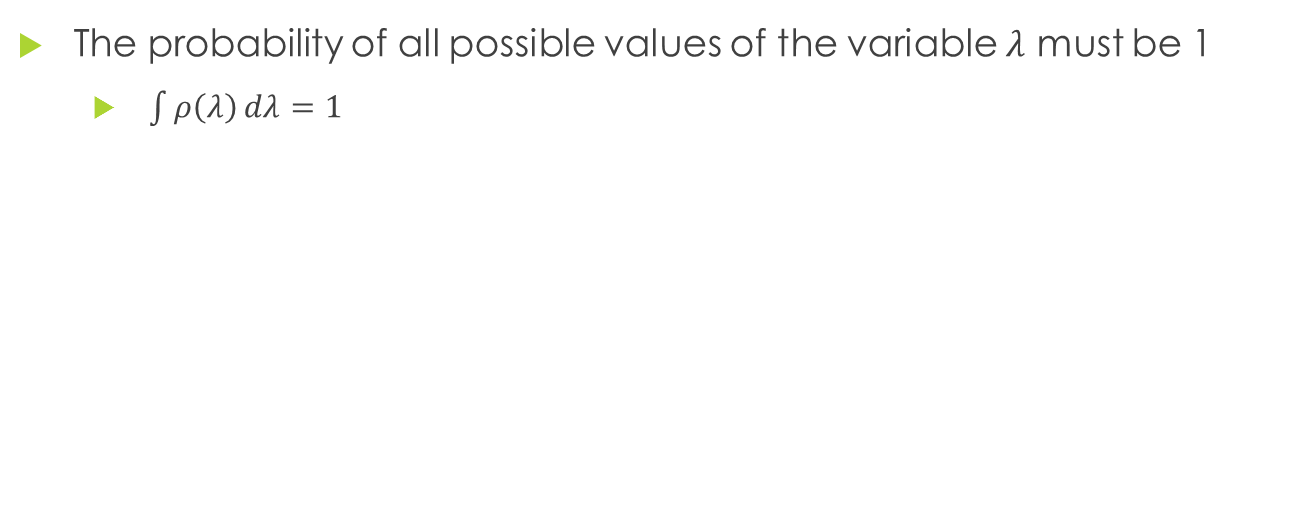 The probability of all possible values of the variable 𝜆 must be 1
∫ 𝜌(𝜆) 𝑑𝜆 = 1